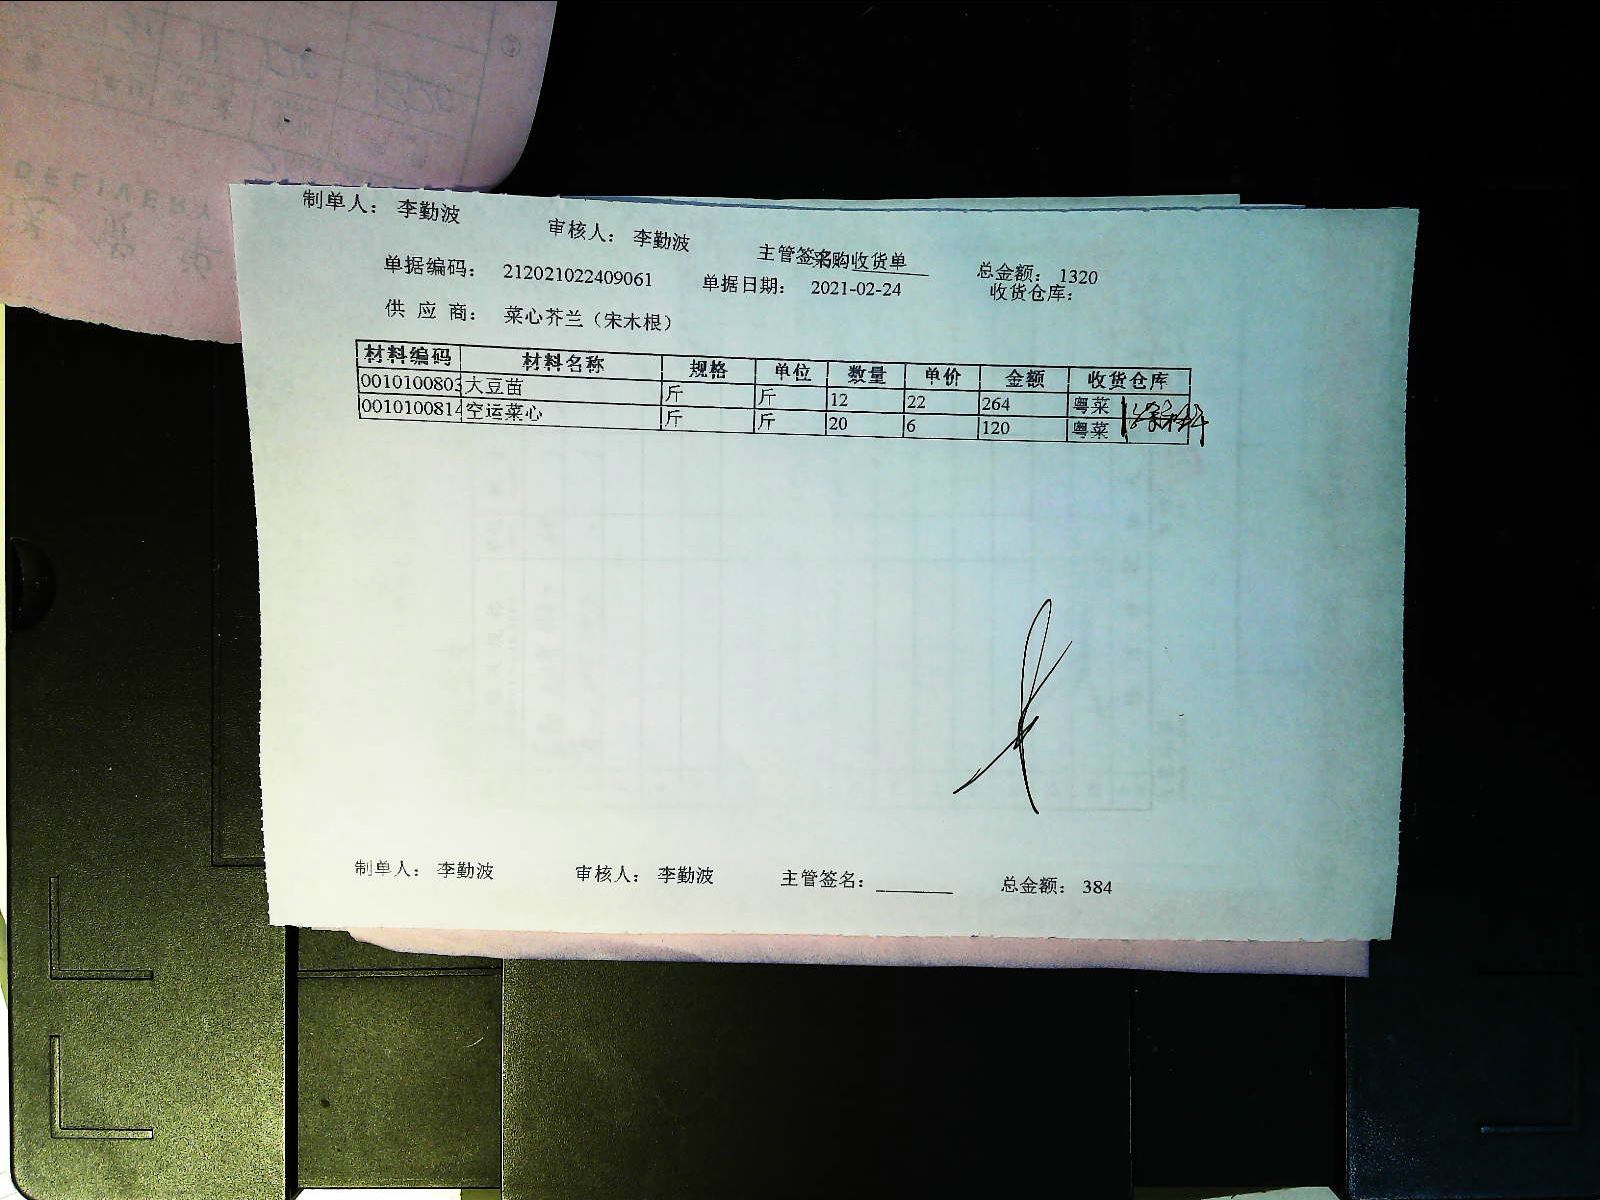 DELIVERY
制单人： 李勤波 审核人： 李勤波 主管签名 总金额： 1320
采购收货单
单据编码： 212021022409061 单据日期： 2021-02-24 收货仓库：
供 应 商： 菜心芥兰（宋木根）
材料编码 材料名称 规格 单位 数量 单价 金额 收货仓库
0010100803 大豆苗 斤 斤 12 22 264 粤菜
0010100814 空运菜心 斤 斤 20 6 120 粤菜
制单人： 李勤波 审核人： 李勤波 主管签名： 总金额： 384